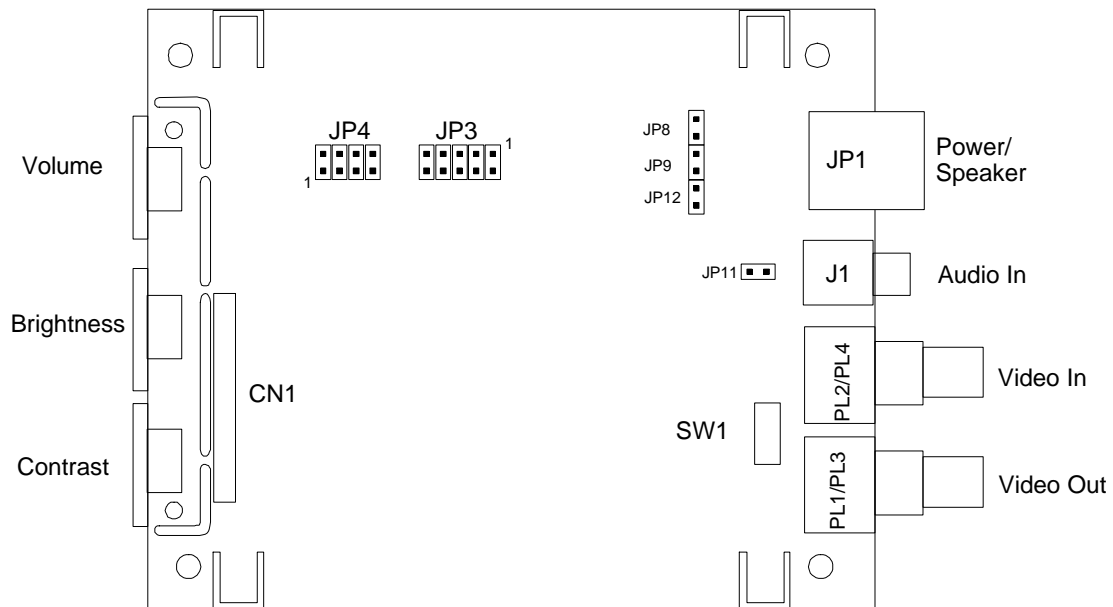 JP4
JP3
1
1
JP8
JP9
JP12
JP1
Power/
Speaker
Volume
JP11
J1
Audio In
Brightness
CN1
PL2/PL4
Video In
SW1
Contrast
PL1/PL3
Video Out